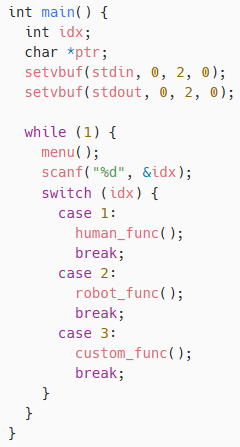 int main() {
  int idx;
  char *ptr;
  setvbuf(stdin, 0, 2, 0);
  setvbuf(stdout, 0, 2, 0);

  while (1) {
    menu();
    scanf("%d", &idx);
    switch (idx) {
      case 1:
        human_func();
        break;
      case 2:
        robot_func();
        break;
      case 3:
        custom_func();
        break;
    }
  }
}